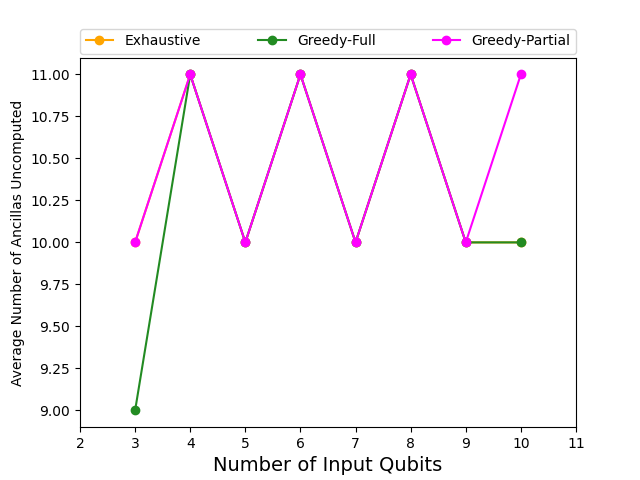 Exhaustive Greedy-Full Greedy-Partial
Average Number of Ancillas Uncomputed
11.00
10.75
10.50
10.25
10.00
9.75
9.50
9.25
9.00
2 3 4 5 6 7 8 9 10 11
Number of Input Qubits